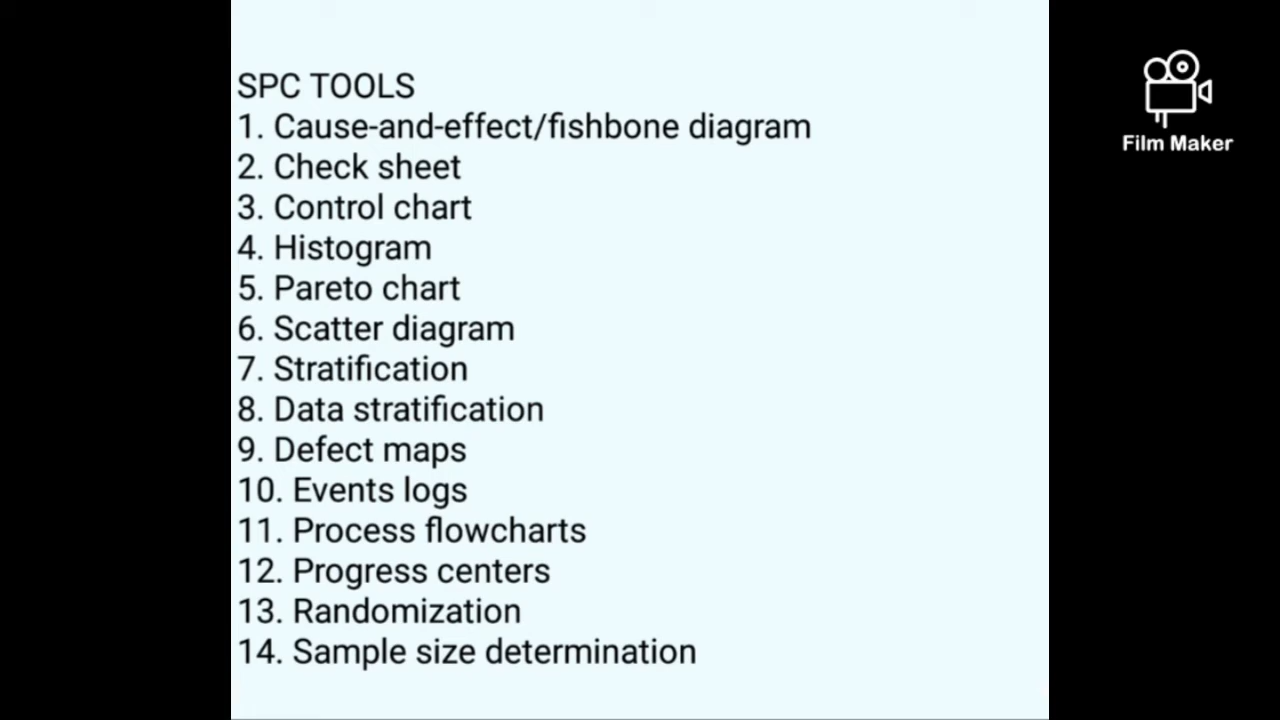 SPC TOOLS
1. Cause-and-effect/fishbone diagram
2. Check sheet
3. Control chart
4. Histogram
5. Pareto chart
6. Scatter diagram
7. Stratification
8. Data stratification
9. Defect maps
10. Events logs
11. Process flowcharts
12. Progress centers
13. Randomization
14. Sample size determination
Film Maker